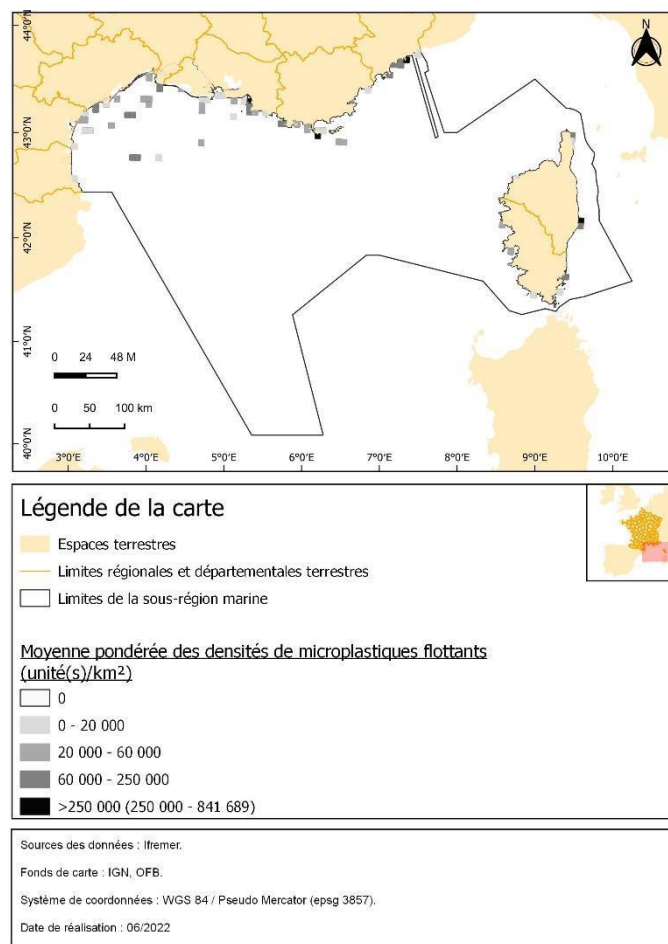 44°0'N
43°0'N
42°0'N
41°0'N
40°0'N
N
0 24 48 M
0 50 100 km
3°0'E 4°0'E 5°0'E 6°0'E 7°0'E 8°0'E 9°0'E 10°0'E
Légende de la carte
Espaces terrestres
Limites régionales et départementales terrestres
Limites de la sous-région marine
Moyenne pondérée des densités de microplastiques flottants
(unité(s)/km²)
0
0 - 20 000
20 000 - 60 000
60 000 - 250 000
>250 000 (250 000 - 841 689)
Sources des données : Ifremer.
Fonds de carte : IGN, OFB.
Système de coordonnées : WGS 84 / Pseudo Mercator (epsg 3857).
Date de réalisation : 06/2022